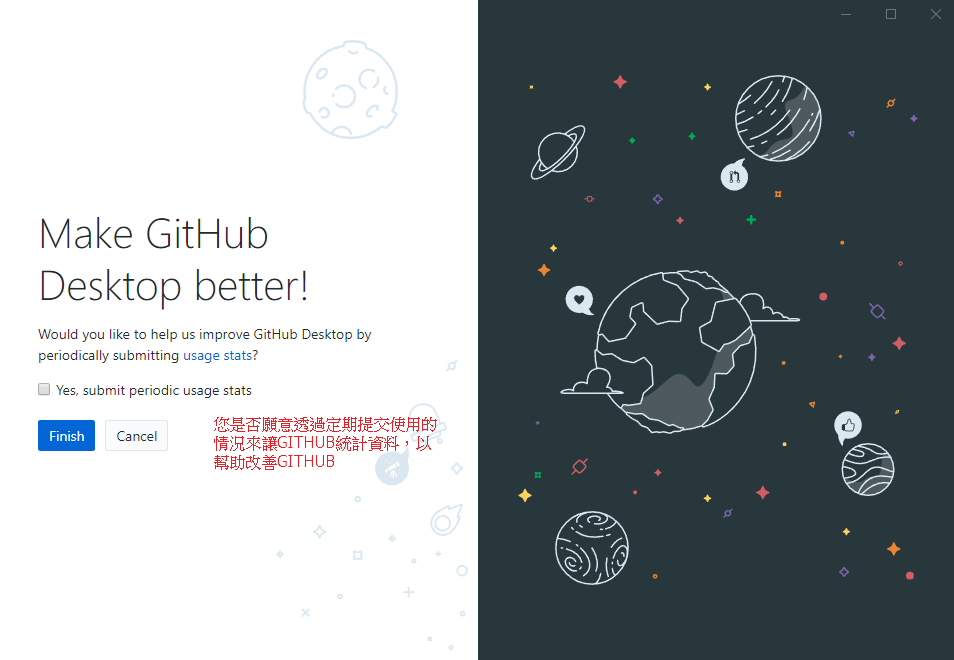 Make GitHub
Desktop better!
Would you like to help us improve GitHub Desktop by
periodically submitting usage stats?
Yes, submit periodic usage stats
Finish
Cancel
您是否願意透過定期提交使用的
情況來讓GITHUB統計資料，以
幫助改善GITHUB